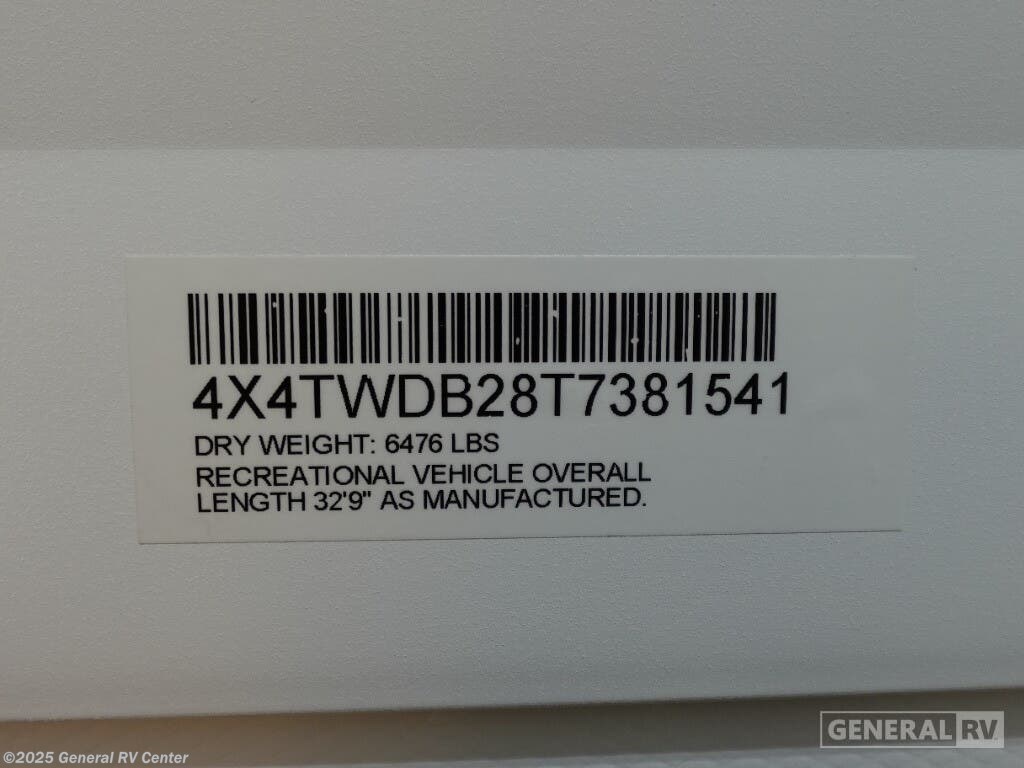 4X4TWDB28T7381541
DRY WEIGHT: 6476 LBS
RECREATIONAL VEHICLE OVERALL
LENGTH 32'9" AS MANUFACTURED.
GENERAL RV
©2025 General RV Center